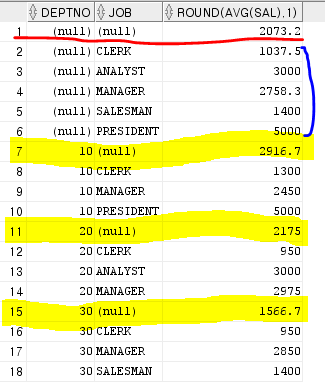 DEPTNO JOB ROUND(AVG(SAL),1)
1 (null) (null) 2073.2
2 (null) CLERK 1037.5
3 (null) ANALYST 3000
4 (null) MANAGER 2758.3
5 (null) SALESMAN 1400
6 (null) PRESIDENT 5000
7 10 (null) 2916.7
8 10 CLERK 1300
9 10 MANAGER 2450
10 10 PRESIDENT 5000
11 20 (null) 2175
12 20 CLERK 950
13 20 ANALYST 3000
14 20 MANAGER 2975
15 30 (null) 1566.7
16 30 CLERK 950
17 30 MANAGER 2850
18 30 SALESMAN 1400